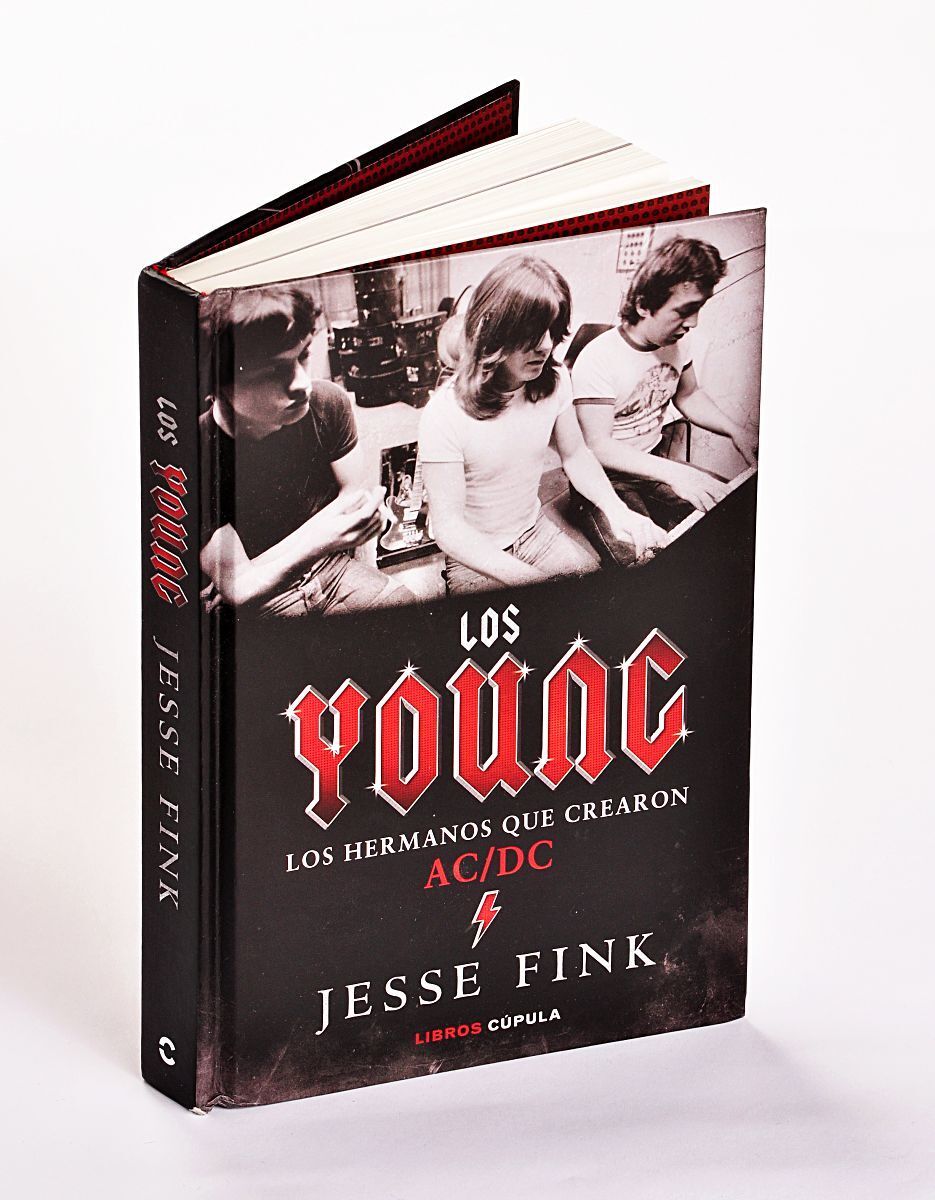 LOS
YOUNG
LOS HERMANOS QUE CREARON
AC/DC
JESSE FINK
LIBROS CÚPULA
LOS YOUNG JESSE FINK